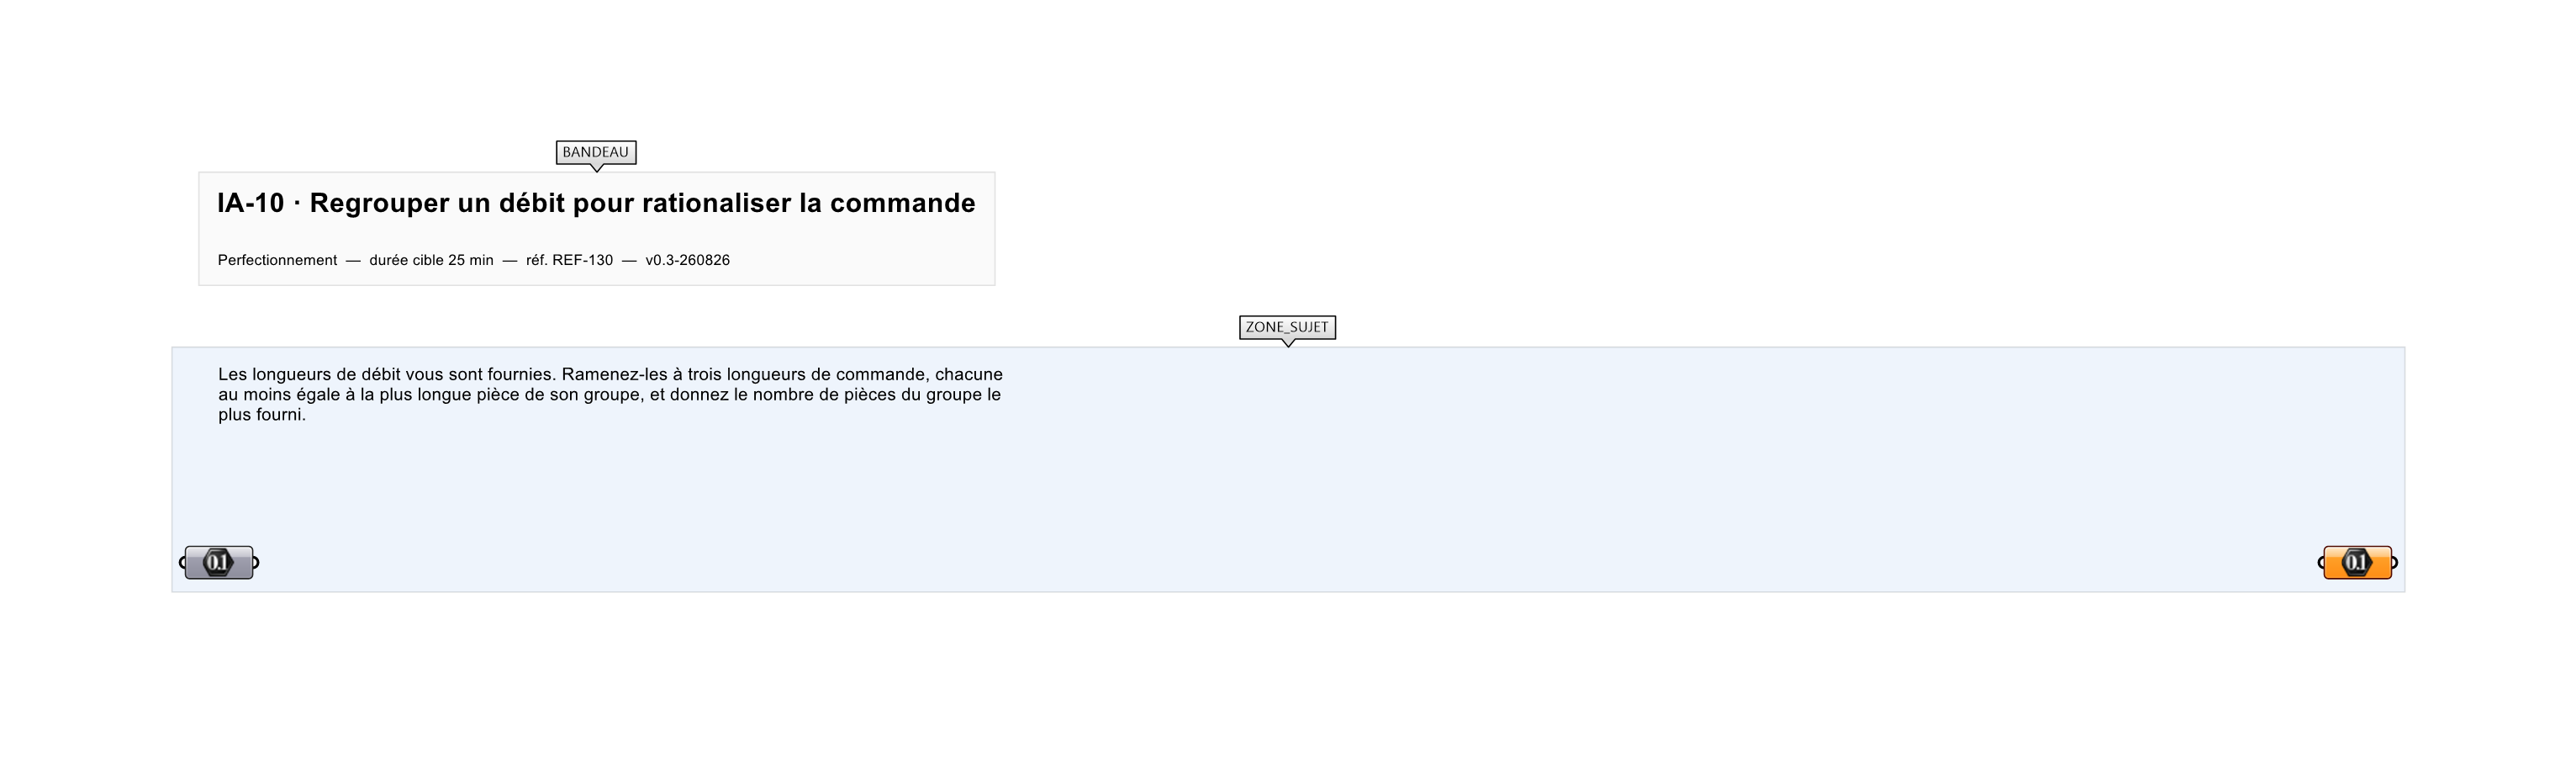 BANDEAU
IA-10 · Regrouper un débit pour rationaliser la commande
Perfectionnement — durée cible 25 min — réf. REF-130 — v0.3-260826
ZONE_SUJET
Les longueurs de débit vous sont fournies. Ramenez-les à trois longueurs de commande, chacune
au moins égale à la plus longue pièce de son groupe, et donnez le nombre de pièces du groupe le
plus fourni.
0.1
0.1